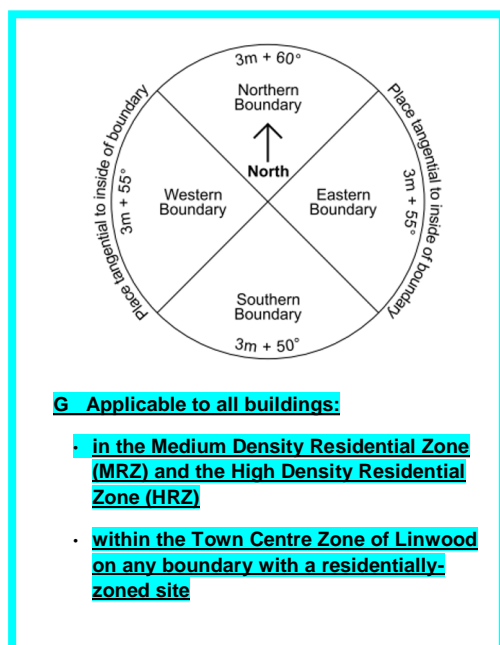 3m + 60°
Northern
Boundary
North
Place tangential to inside of boundary
3m + 55°
Western
Boundary
Eastern
Boundary
3m + 55°
Place tangential to inside of boundary
Southern
Boundary
3m + 50°
G Applicable to all buildings:
• in the Medium Density Residential Zone
(MRZ) and the High Density Residential
Zone (HRZ)
• within the Town Centre Zone of Linwood
on any boundary with a residentially-
zoned site